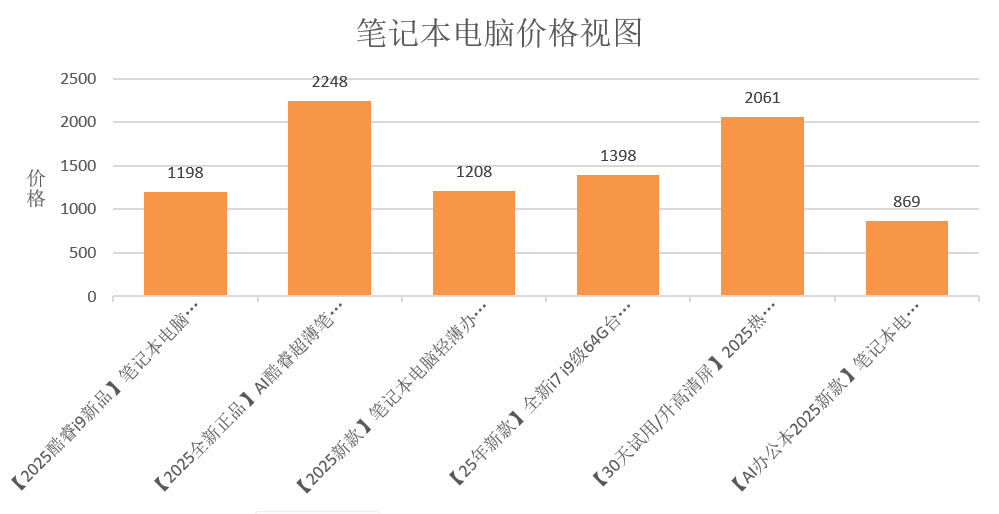 笔记本电脑价格视图
价格
2500
2000
1500
1000
500
0
1198
2248
1208
1398
2061
869
【2025酷睿i9新品】笔记本电脑…
【2025全新正品】AI酷睿超薄笔…
【2025新款】笔记本电脑轻薄办…
【25年新款】全新i7 i9级64G台…
【30天试用/升高清屏】2025热…
【AI办公本2025新款】笔记本电…